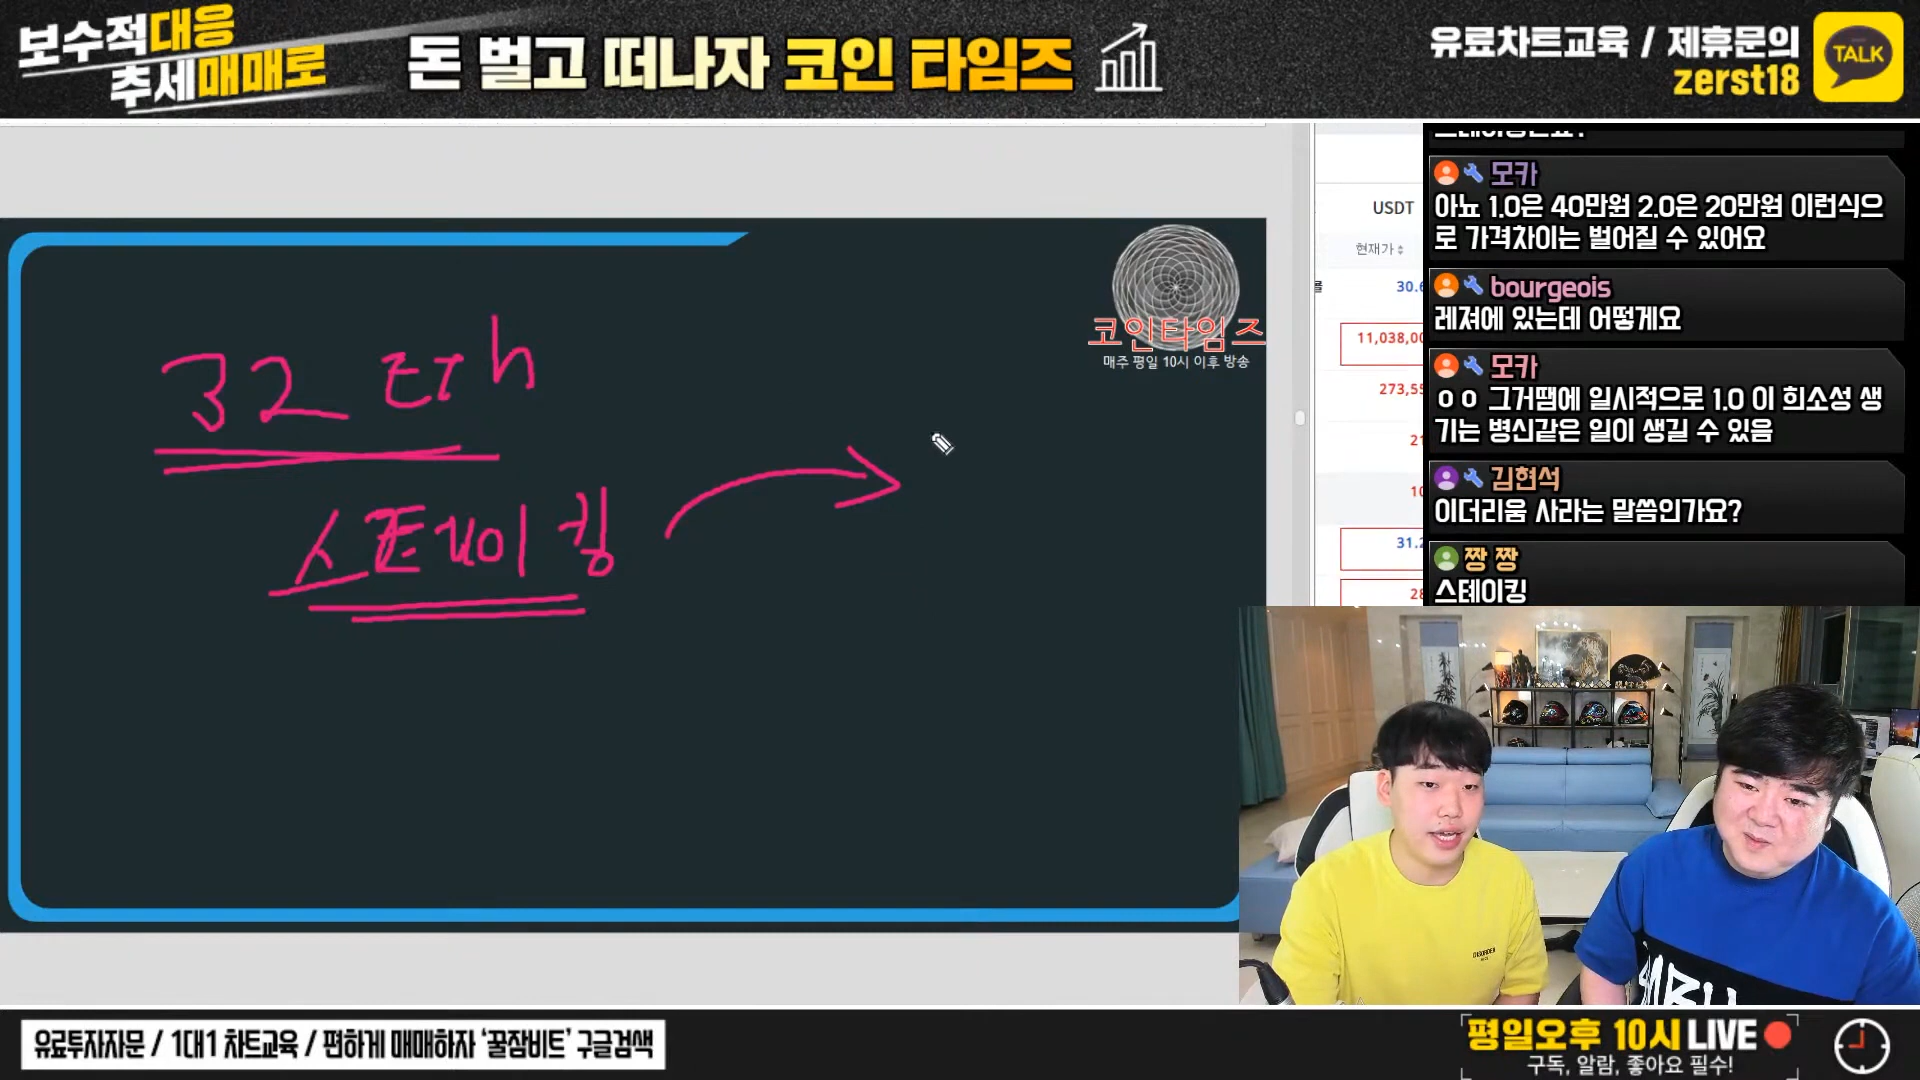 보수적대응
추세매매로
돈 벌고 떠나자 코인 타임즈
유료차트교육 / 제휴문의
zerst18
TALK
32 Eth
스테이킹
코인타임즈
매주 평일 10시 이후 방송
USDT
현재가
30.6
11,038,00
273,55
21
10
31.2
28
모카
아뇨 1.0은 40만원 2.0은 20만원 이런식으
로 가격차이는 벌어질 수 있어요
bourgeois
레져에 있는데 어떻게요
모카
ㅇㅇ 그거땜에 일시적으로 1.0 이 희소성 생
기는 병신같은 일이 생길 수 있음
김현석
이더리움 사라는 말씀인가요?
짱 짱
스톄이킹
DISORDER
유료투자자문 / 1대1 차트교육 / 편하게 매매하자 '꿀잠비트' 구글검색
평일오후 10시 LIVE
구독, 알람, 좋아요 필수!